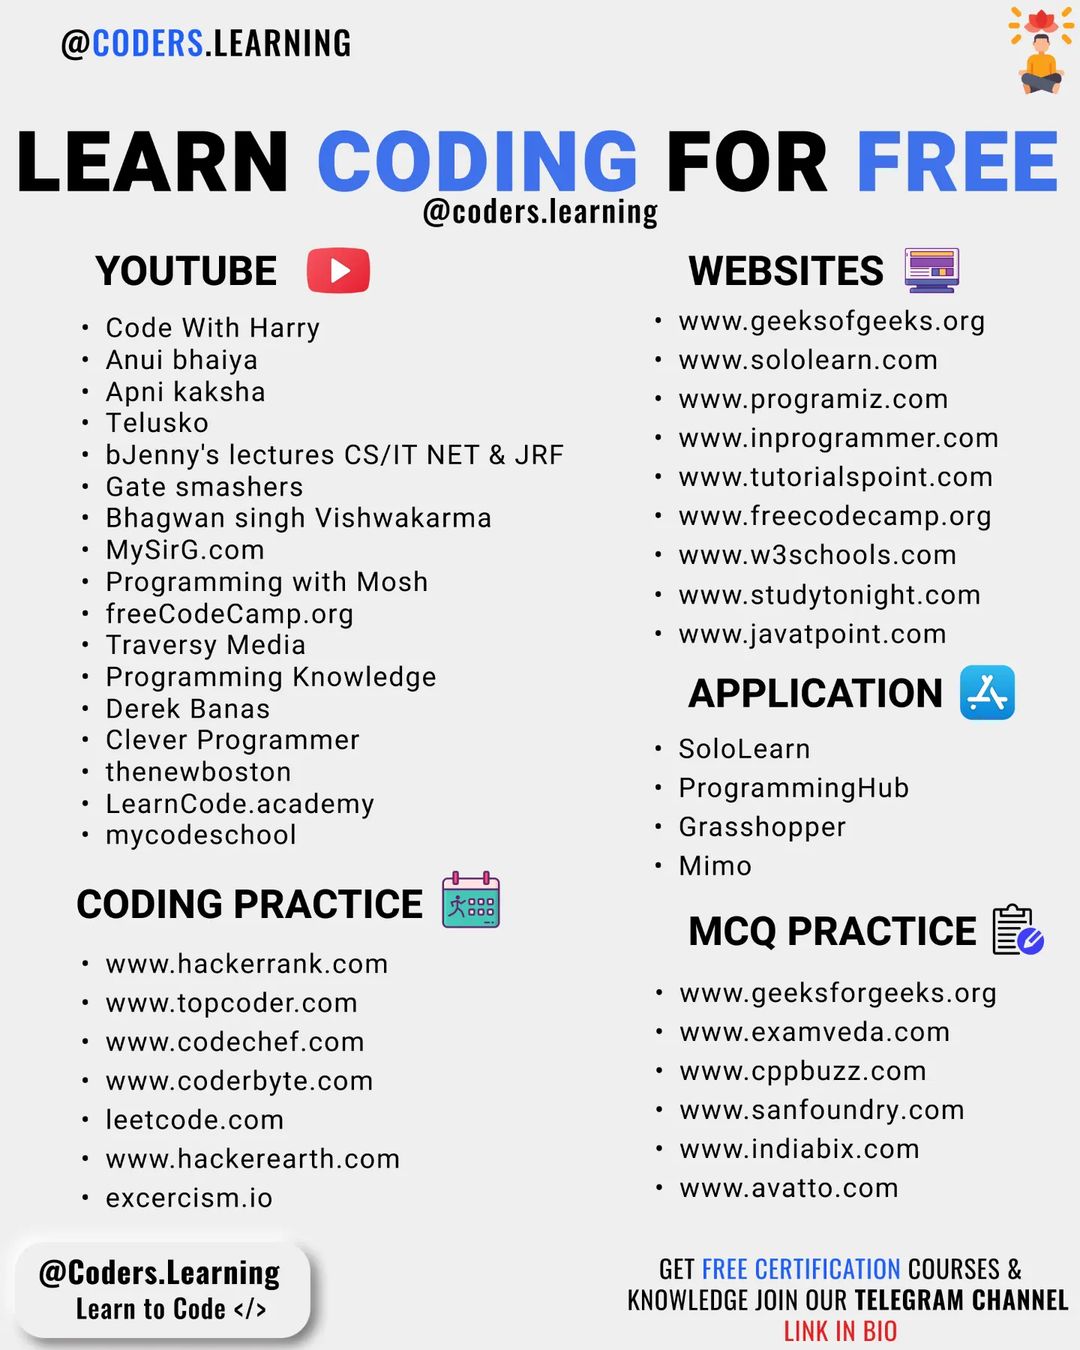 @CODERS.LEARNING
LEARN CODING FOR FREE
@coders.learning
YOUTUBE
• Code With Harry
• Anui bhaiya
• Apni kaksha
• Telusko
• bJenny's lectures CS/IT NET & JRF
• Gate smashers
• Bhagwan singh Vishwakarma
• MySirG.com
• Programming with Mosh
• freeCodeCamp.org
• Traversy Media
• Programming Knowledge
• Derek Banas
• Clever Programmer
• thenewboston
• LearnCode.academy
• mycodeschool
CODING PRACTICE
• www.hackerrank.com
• www.topcoder.com
• www.codechef.com
• www.coderbyte.com
• leetcode.com
• www.hackerearth.com
• excercism.io
WEBSITES
• www.geeksofgeeks.org
• www.sololearn.com
• www.programiz.com
• www.inprogrammer.com
• www.tutorialspoint.com
• www.freecodecamp.org
• www.w3schools.com
• www.studytonight.com
• www.javatpoint.com
APPLICATION
• SoloLearn
• ProgrammingHub
• Grasshopper
• Mimo
MCQ PRACTICE
• www.geeksforgeeks.org
• www.examveda.com
• www.cppbuzz.com
• www.sanfoundry.com
• www.indiabix.com
• www.avatto.com
@Coders.Learning
Learn to Code </>
GET FREE CERTIFICATION COURSES &
KNOWLEDGE JOIN OUR TELEGRAM CHANNEL
LINK IN BIO